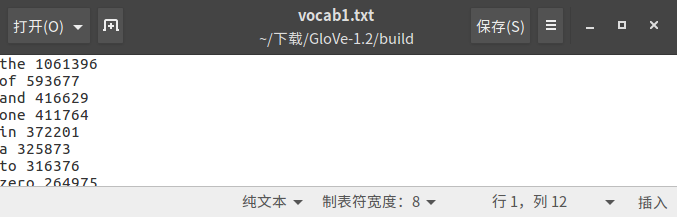 打开(O)
vocab1.txt
~/下载/GloVe-1.2/build
保存(S)
the 1061396
of 593677
and 416629
one 411764
in 372201
a 325873
to 316376
zero 264975
纯文本 制表符宽度：8 行 1，列 12 插入